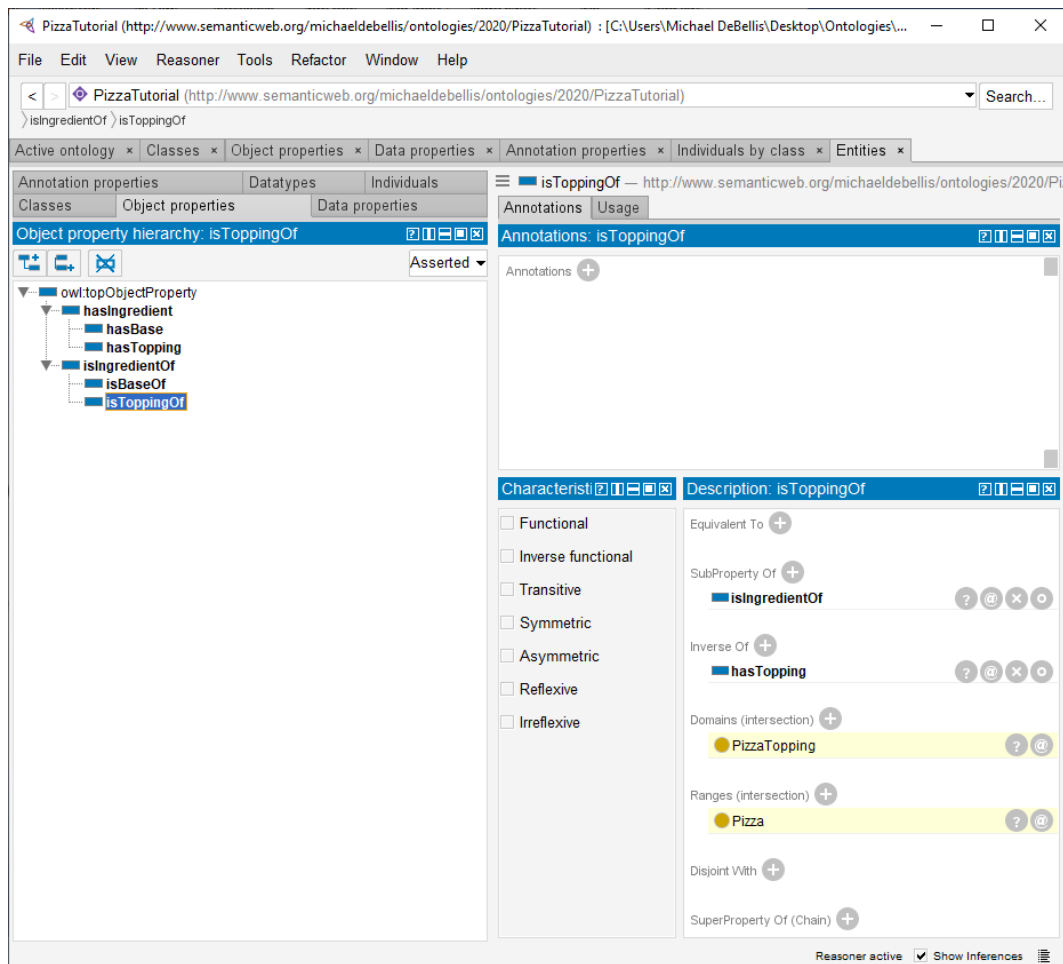 PizzaTutorial (http://www.semanticweb.org/michaeldebellis/ontologies/2020/PizzaTutorial) : [C:\Users\Michael DeBellis\Desktop\Ontologies\...
File Edit View Reasoner Tools Refactor Window Help
< > PizzaTutorial (http://www.semanticweb.org/michaeldebellis/ontologies/2020/PizzaTutorial) Search...
isIngredientOf isToppingOf
Active ontology × Classes × Object properties × Data properties × Annotation properties × Individuals by class × Entities ×
Annotation properties Datatypes Individuals
Classes Object properties Data properties
Object property hierarchy: isToppingOf
Asserted
owl:topObjectProperty
hasIngredient
hasBase
hasTopping
isIngredientOf
isBaseOf
isToppingOf
isToppingOf — http://www.semanticweb.org/michaeldebellis/ontologies/2020/Pi
Annotations Usage
Annotations: isToppingOf
Annotations
Characteristi
Functional
Inverse functional
Transitive
Symmetric
Asymmetric
Reflexive
Irreflexive
Description: isToppingOf
Equivalent To
SubProperty Of
isIngredientOf
Inverse Of
hasTopping
Domains (intersection)
PizzaTopping
Ranges (intersection)
Pizza
Disjoint With
SuperProperty Of (Chain)
Reasoner active Show Inferences